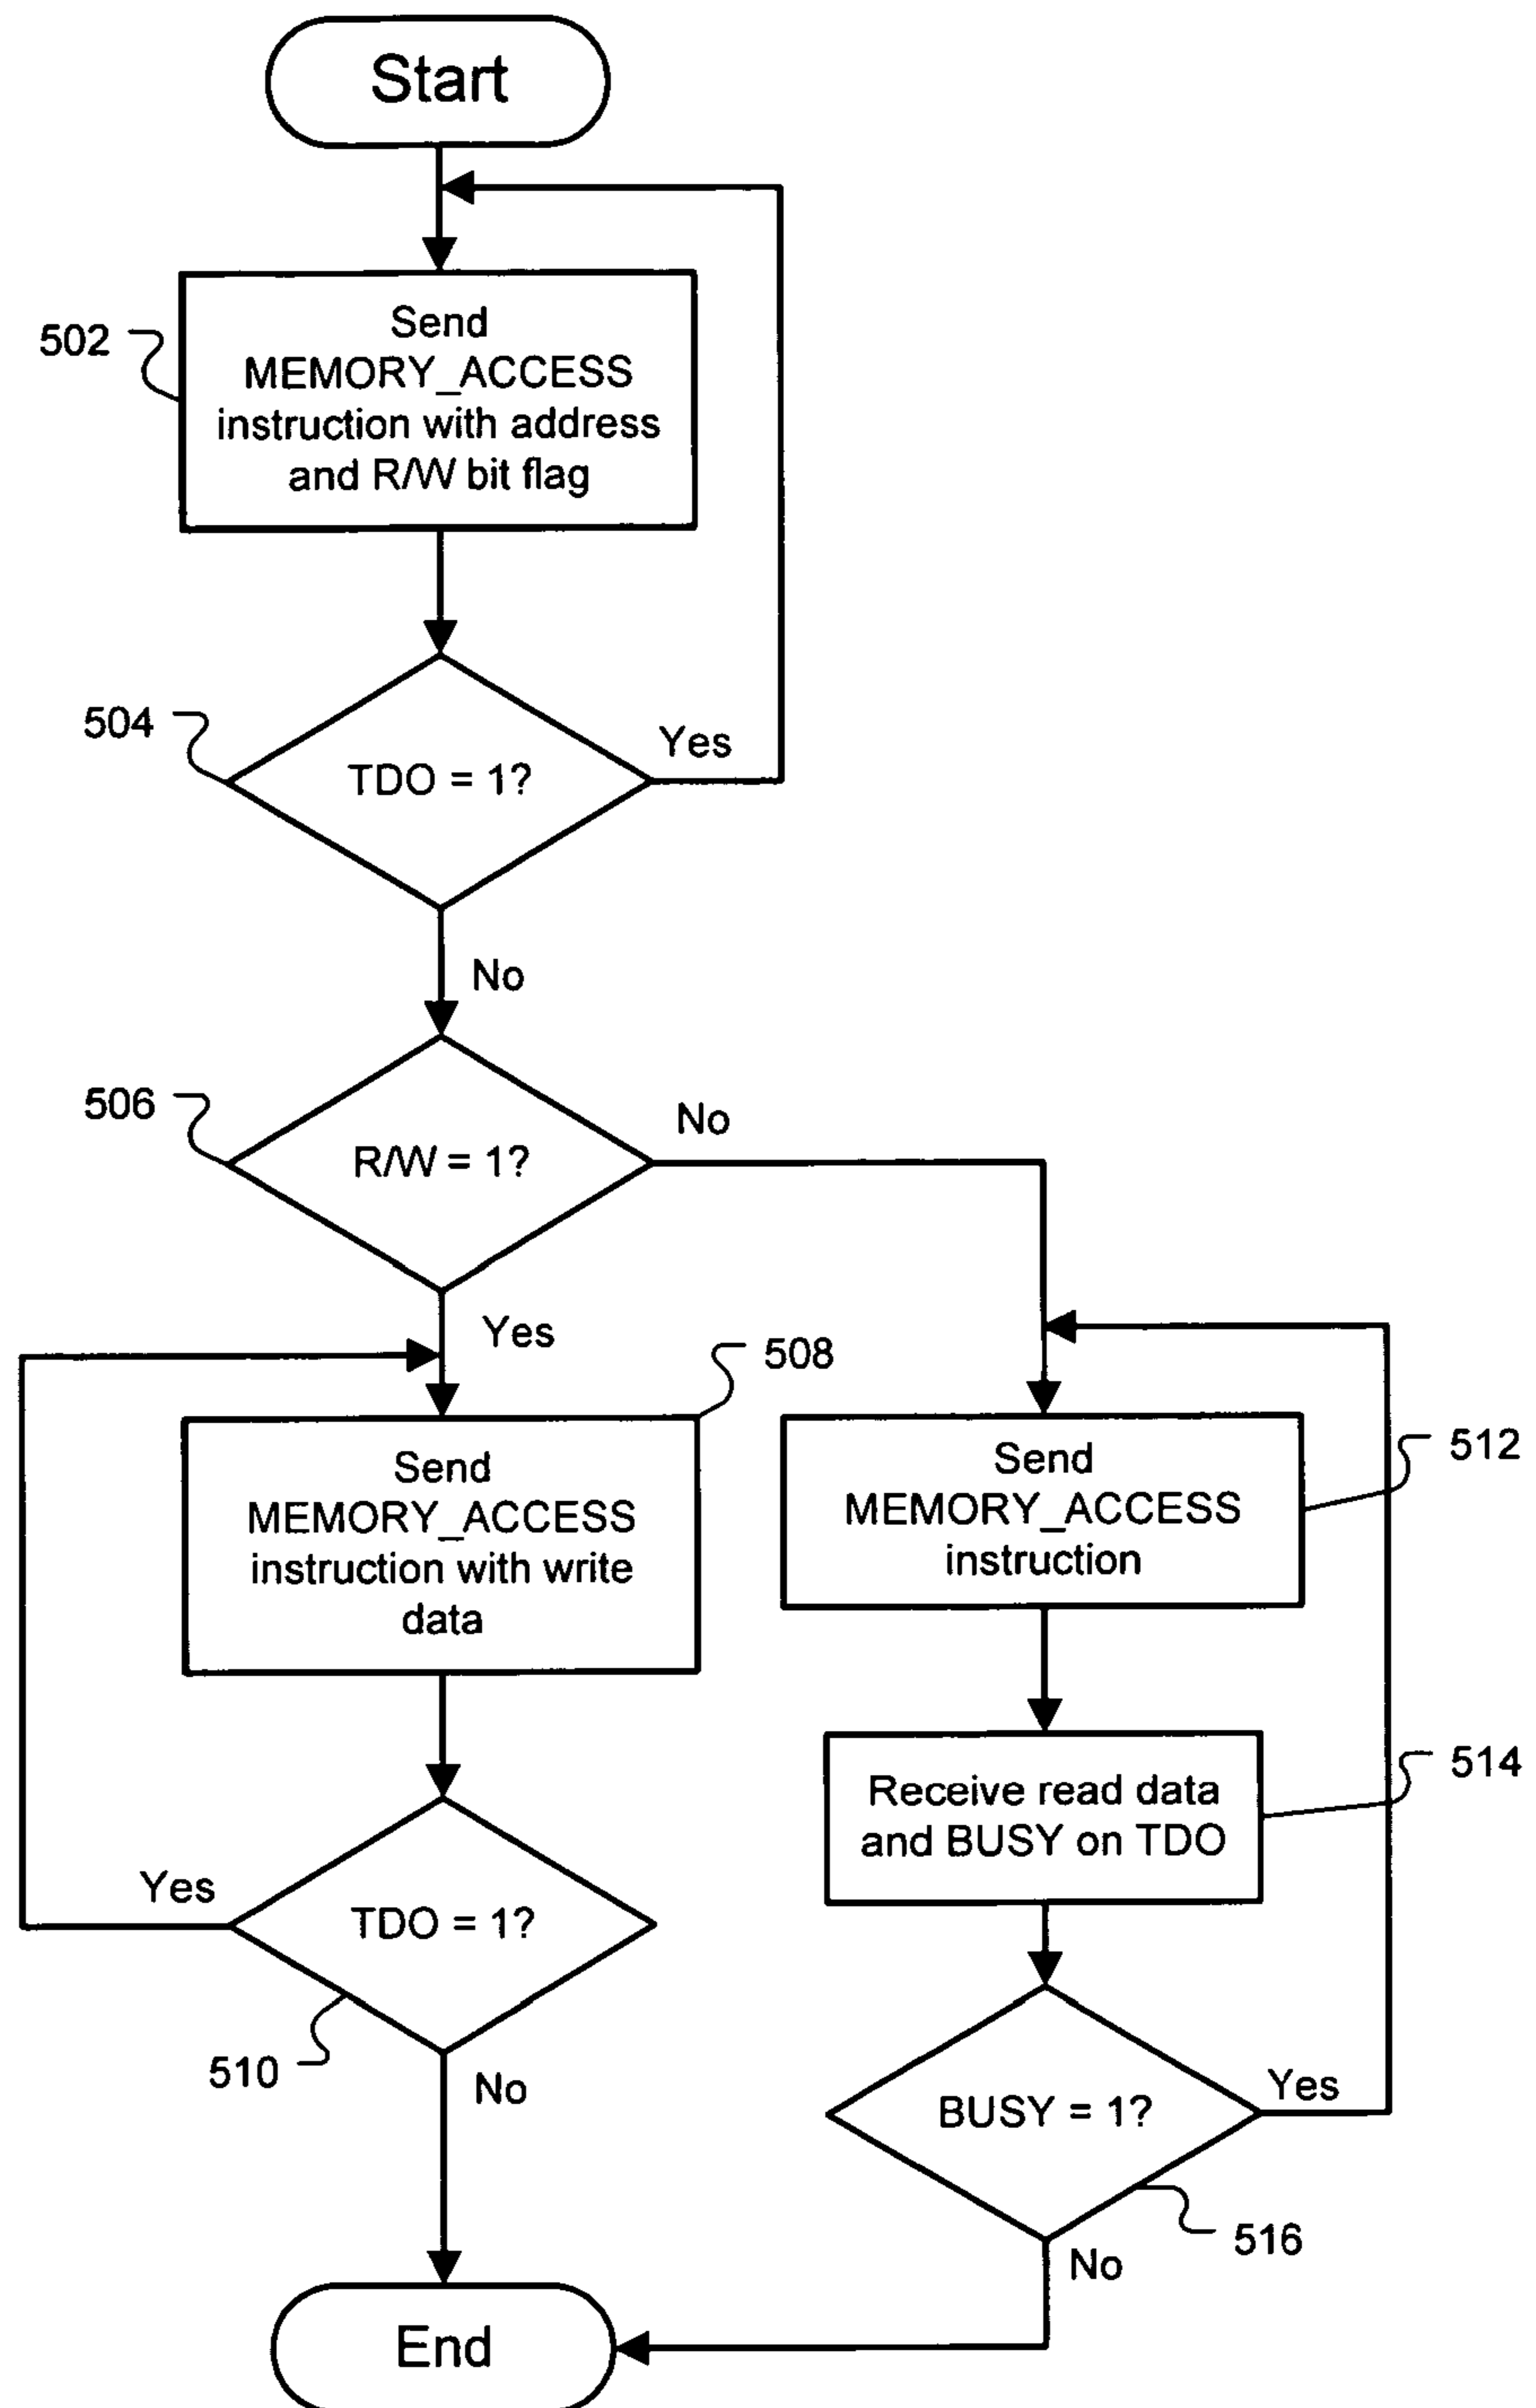 Start
502
Send
MEMORY_ACCESS
instruction with address
and R/W bit flag
504
TDO = 1?
Yes
No
506
R/W = 1?
No
Yes
508
Send
MEMORY_ACCESS
instruction with write
data
Send
MEMORY_ACCESS
instruction
512
Receive read data
and BUSY on TDO
514
Yes
TDO = 1?
510
No
BUSY = 1?
Yes
516
No
End